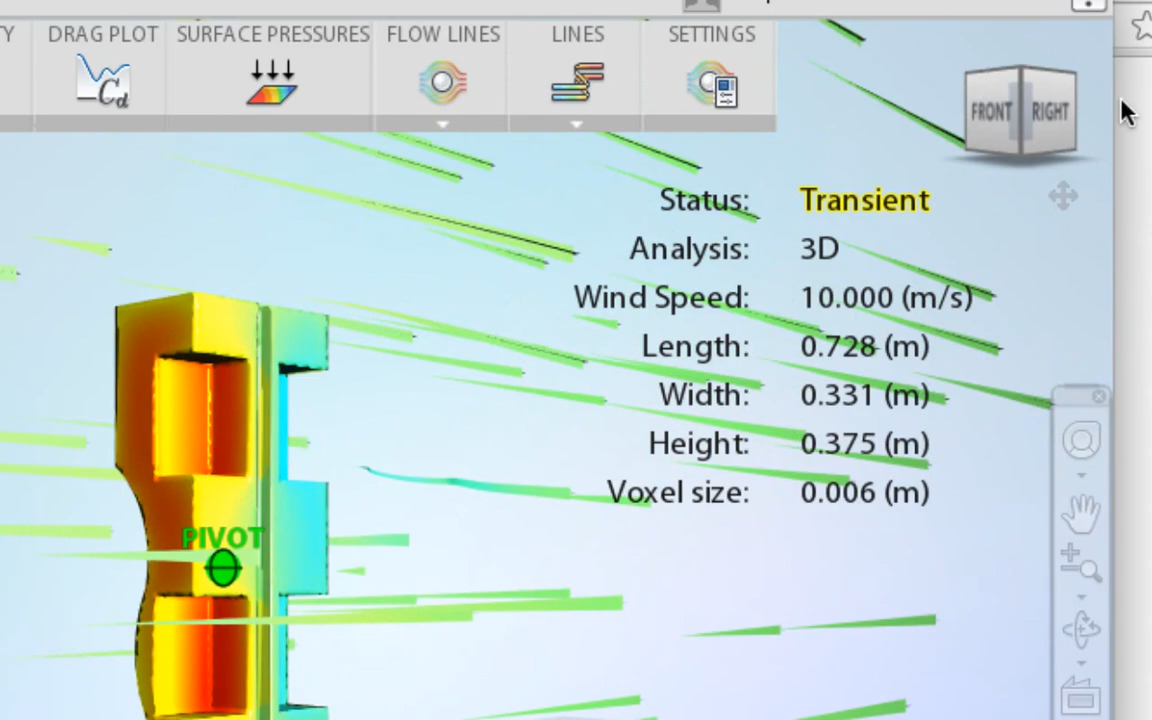 DRAG PLOT SURFACE PRESSURES FLOW LINES LINES SETTINGS
Cd
FRONT RIGHT
Status: Transient
Analysis: 3D
Wind Speed: 10.000 (m/s)
Length: 0.728 (m)
Width: 0.331 (m)
Height: 0.375 (m)
Voxel size: 0.006 (m)
PIVOT